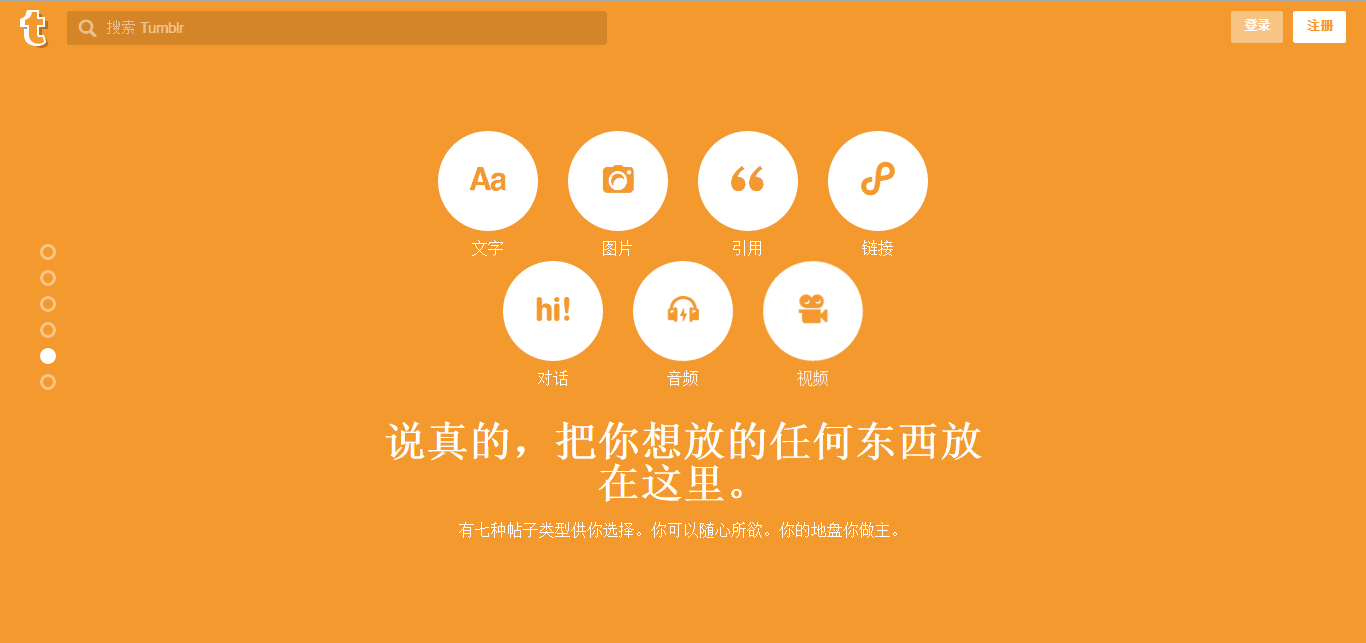 t
搜索 Tumblr
登录
注册
Aa
文字
图片
引用
链接
hi!
对话
音频
视频
说真的，把你想放的任何东西放
在这里。
有七种帖子类型供你选择。你可以随心所欲。你的地盘你做主。